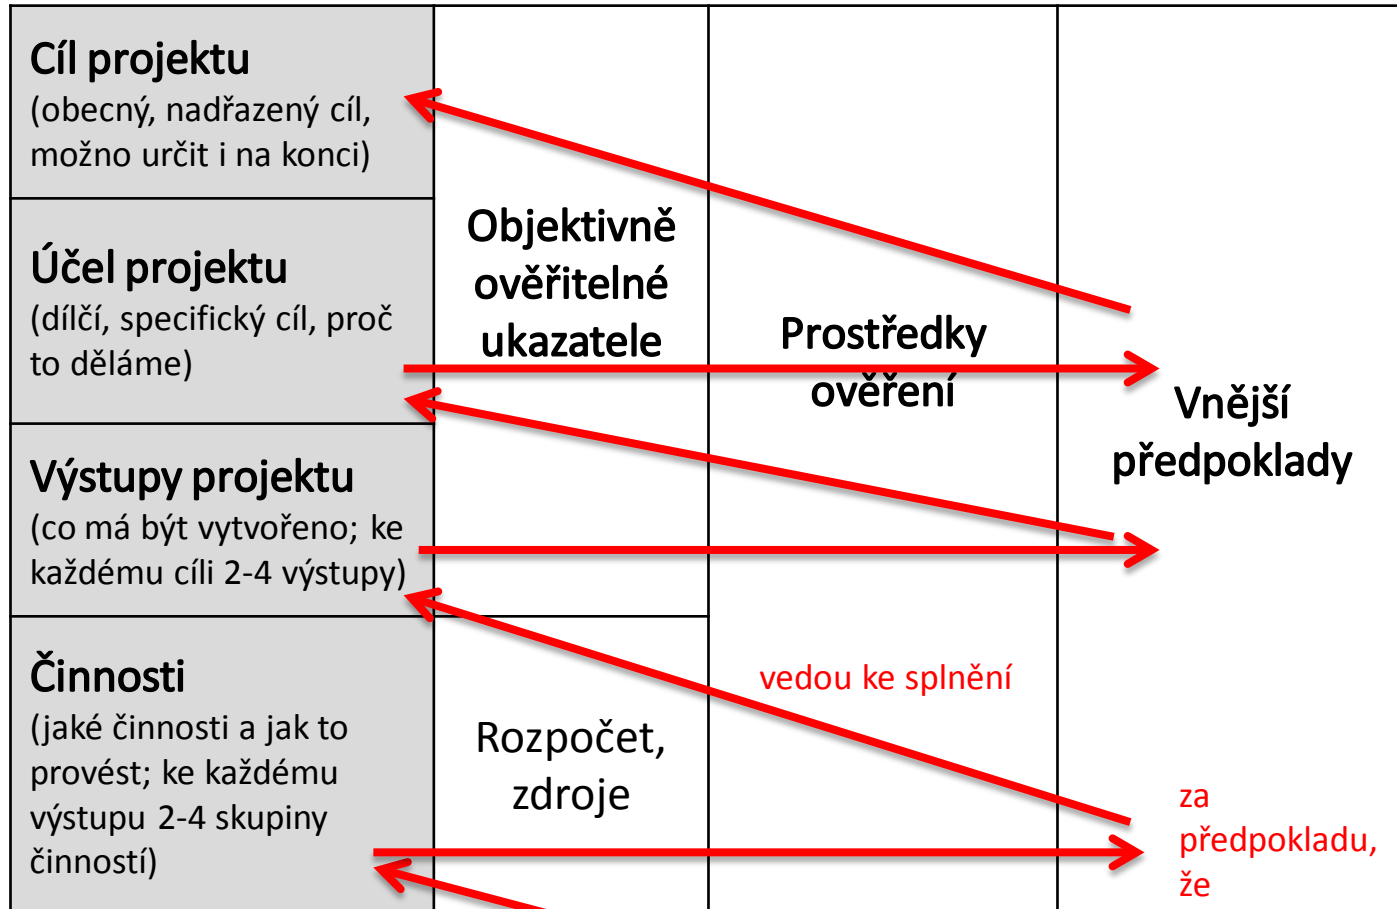 Cíl projektu
(obecný, nadřazený cíl,
možno určit i na konci)
Účel projektu
(dílčí, specifický cíl, proč
to děláme)
Výstupy projektu
(co má být vytvořeno; ke
každému cíli 2-4 výstupy)
Činnosti
(jaké činnosti a jak to
provést; ke každému
výstupu 2-4 skupiny
činností)
Objektivně
ověřitelné
ukazatele
Rozpočet,
zdroje
Prostředky
ověření
vedou ke splnění
Vnější
předpoklady
za
předpokladu,
že